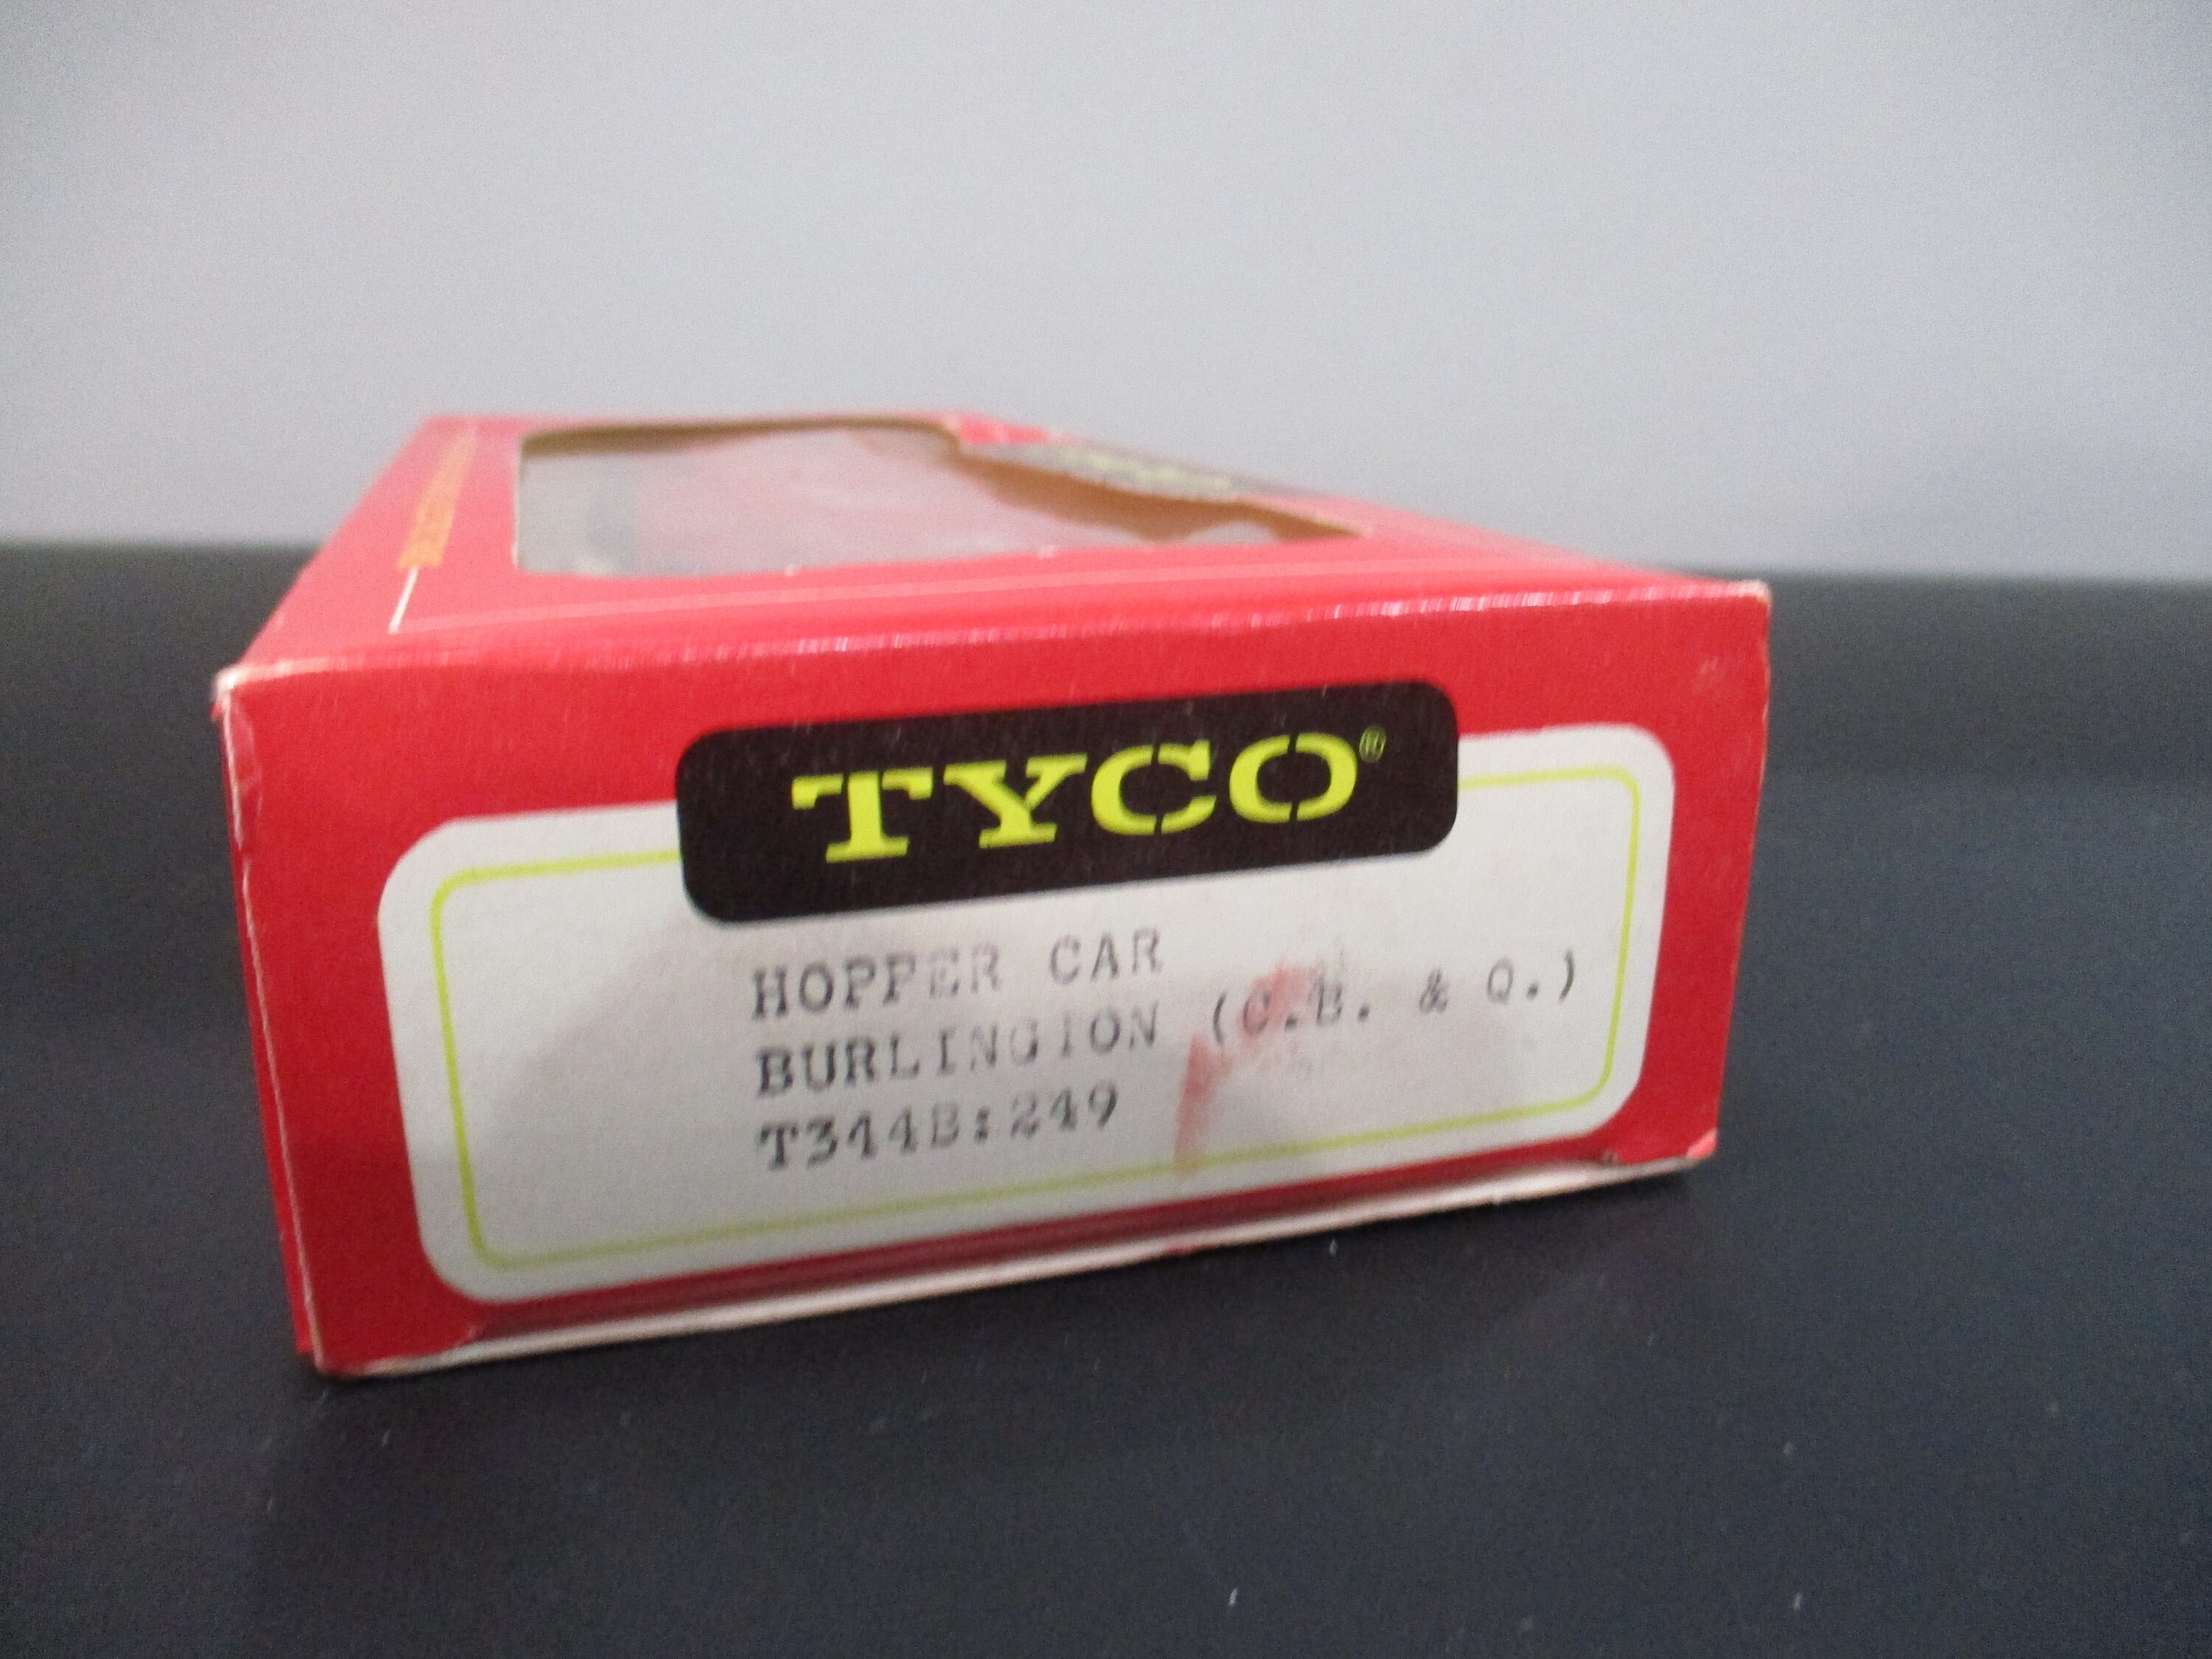 TYCO®
HOPPER CAR
BURLINGTON (C.B. & Q.)
T344B:249